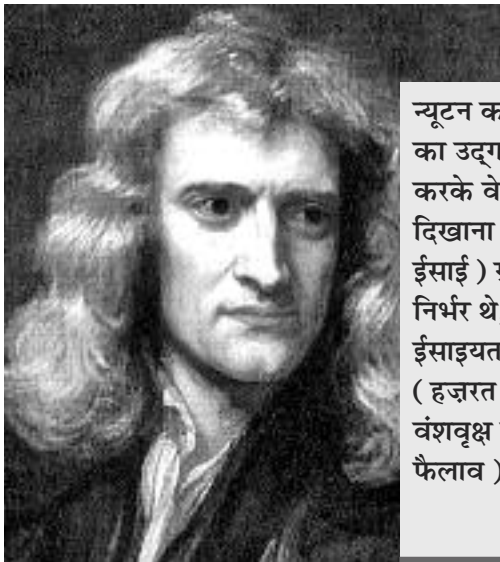 न्यूटन क
का उद्‌ग
करके वे
दिखाना
ईसाई )
निर्भर थे
ईसाइयत
( हज़रत
वंशवृक्ष
फैलाव )